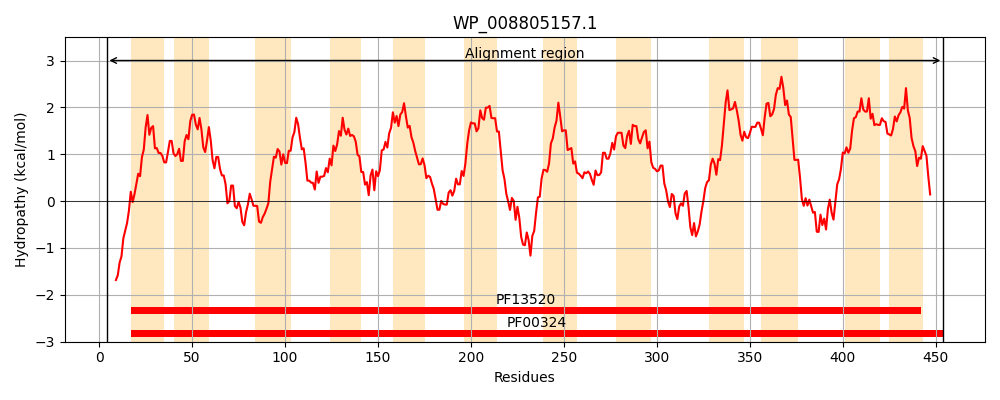 WP_008805157.1
Alignment region
Hydropathy (kcal/mol)
3
2
1
0
−1
−2
−3
PF13520
PF00324
0 50 100 150 200 250 300 350 400 450
Residues